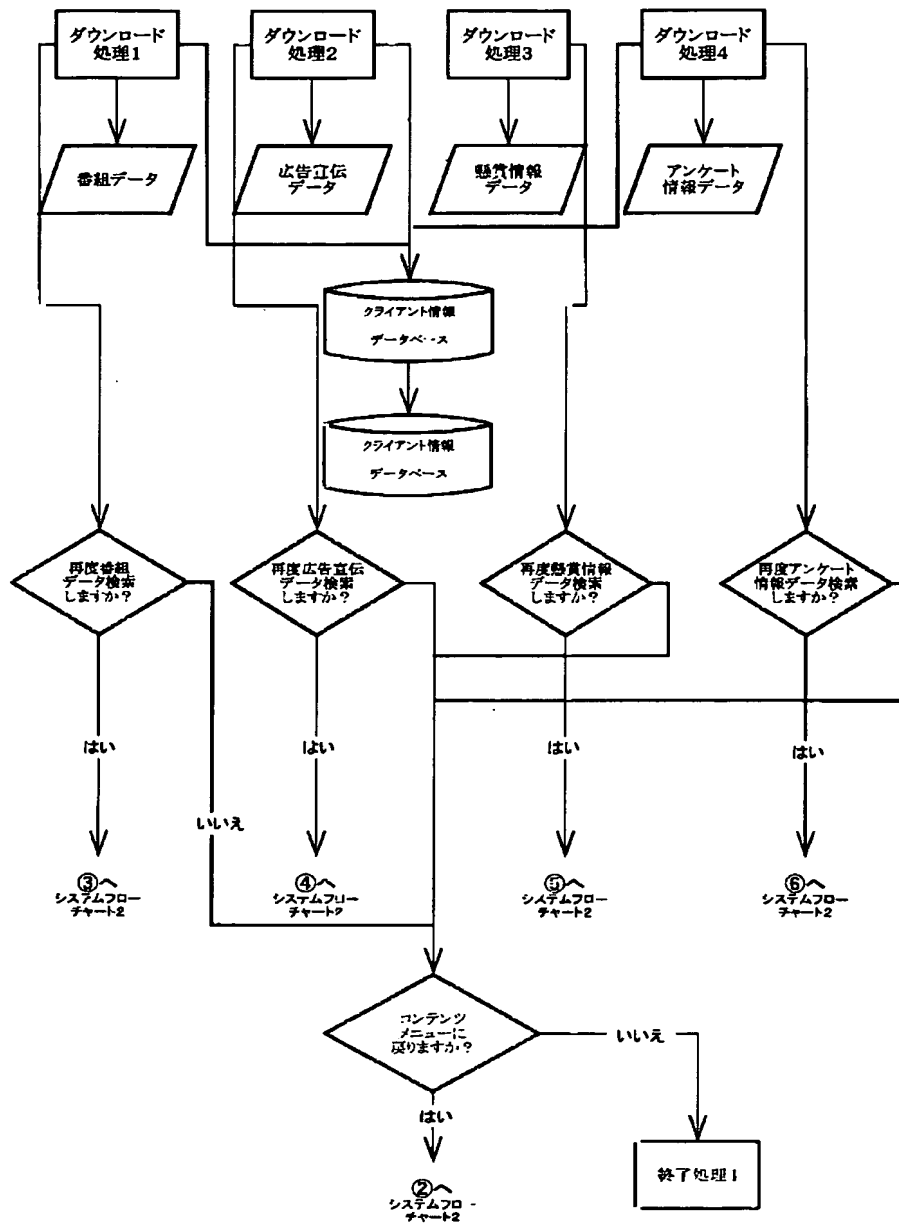 ダウンロード
処理1
ダウンロード
処理2
ダウンロード
処理3
ダウンロード
処理4
番組データ
広告宣伝
データ
懸賞情報
データ
アンケート
情報データ
クライアント情報
データベース
クライアント情報
データベース
再度番組
データ検索
しますか?
再度広告宣伝
データ検索
しますか?
再度懸賞情報
データ検索
しますか?
再度アンケート
情報データ検索
しますか?
はい
はい
はい
はい
いいえ
③へ
システムフロー
チャート2
④へ
システムフロー
チャート2
⑤へ
システムフロー
チャート2
⑥へ
システムフロー
チャート2
コンテンツ
メニューに
戻りますか?
いいえ
はい
終了処理1
②へ
システムフロー
チャート2